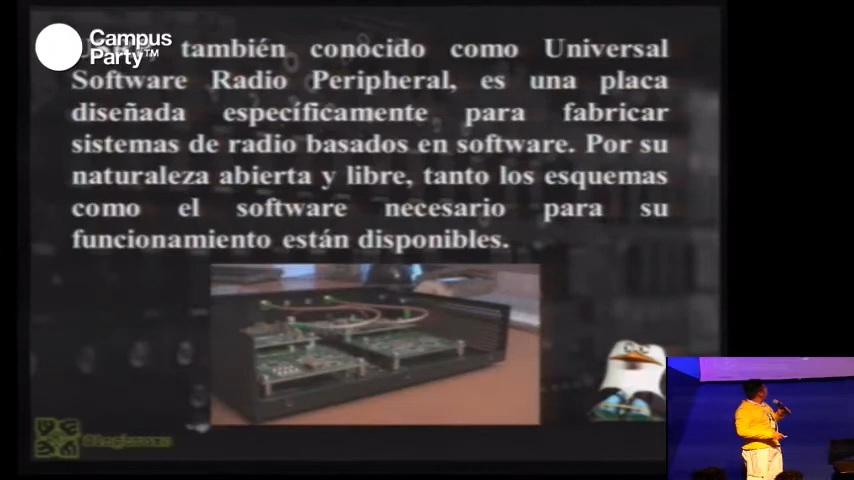 Campus
Party™
también conocido como Universal
Software Radio Peripheral, es una placa
diseñada específicamente para fabricar
sistemas de radio basados en software. Por su
naturaleza abierta y libre, tanto los esquemas
como el software necesario para su
funcionamiento están disponibles.